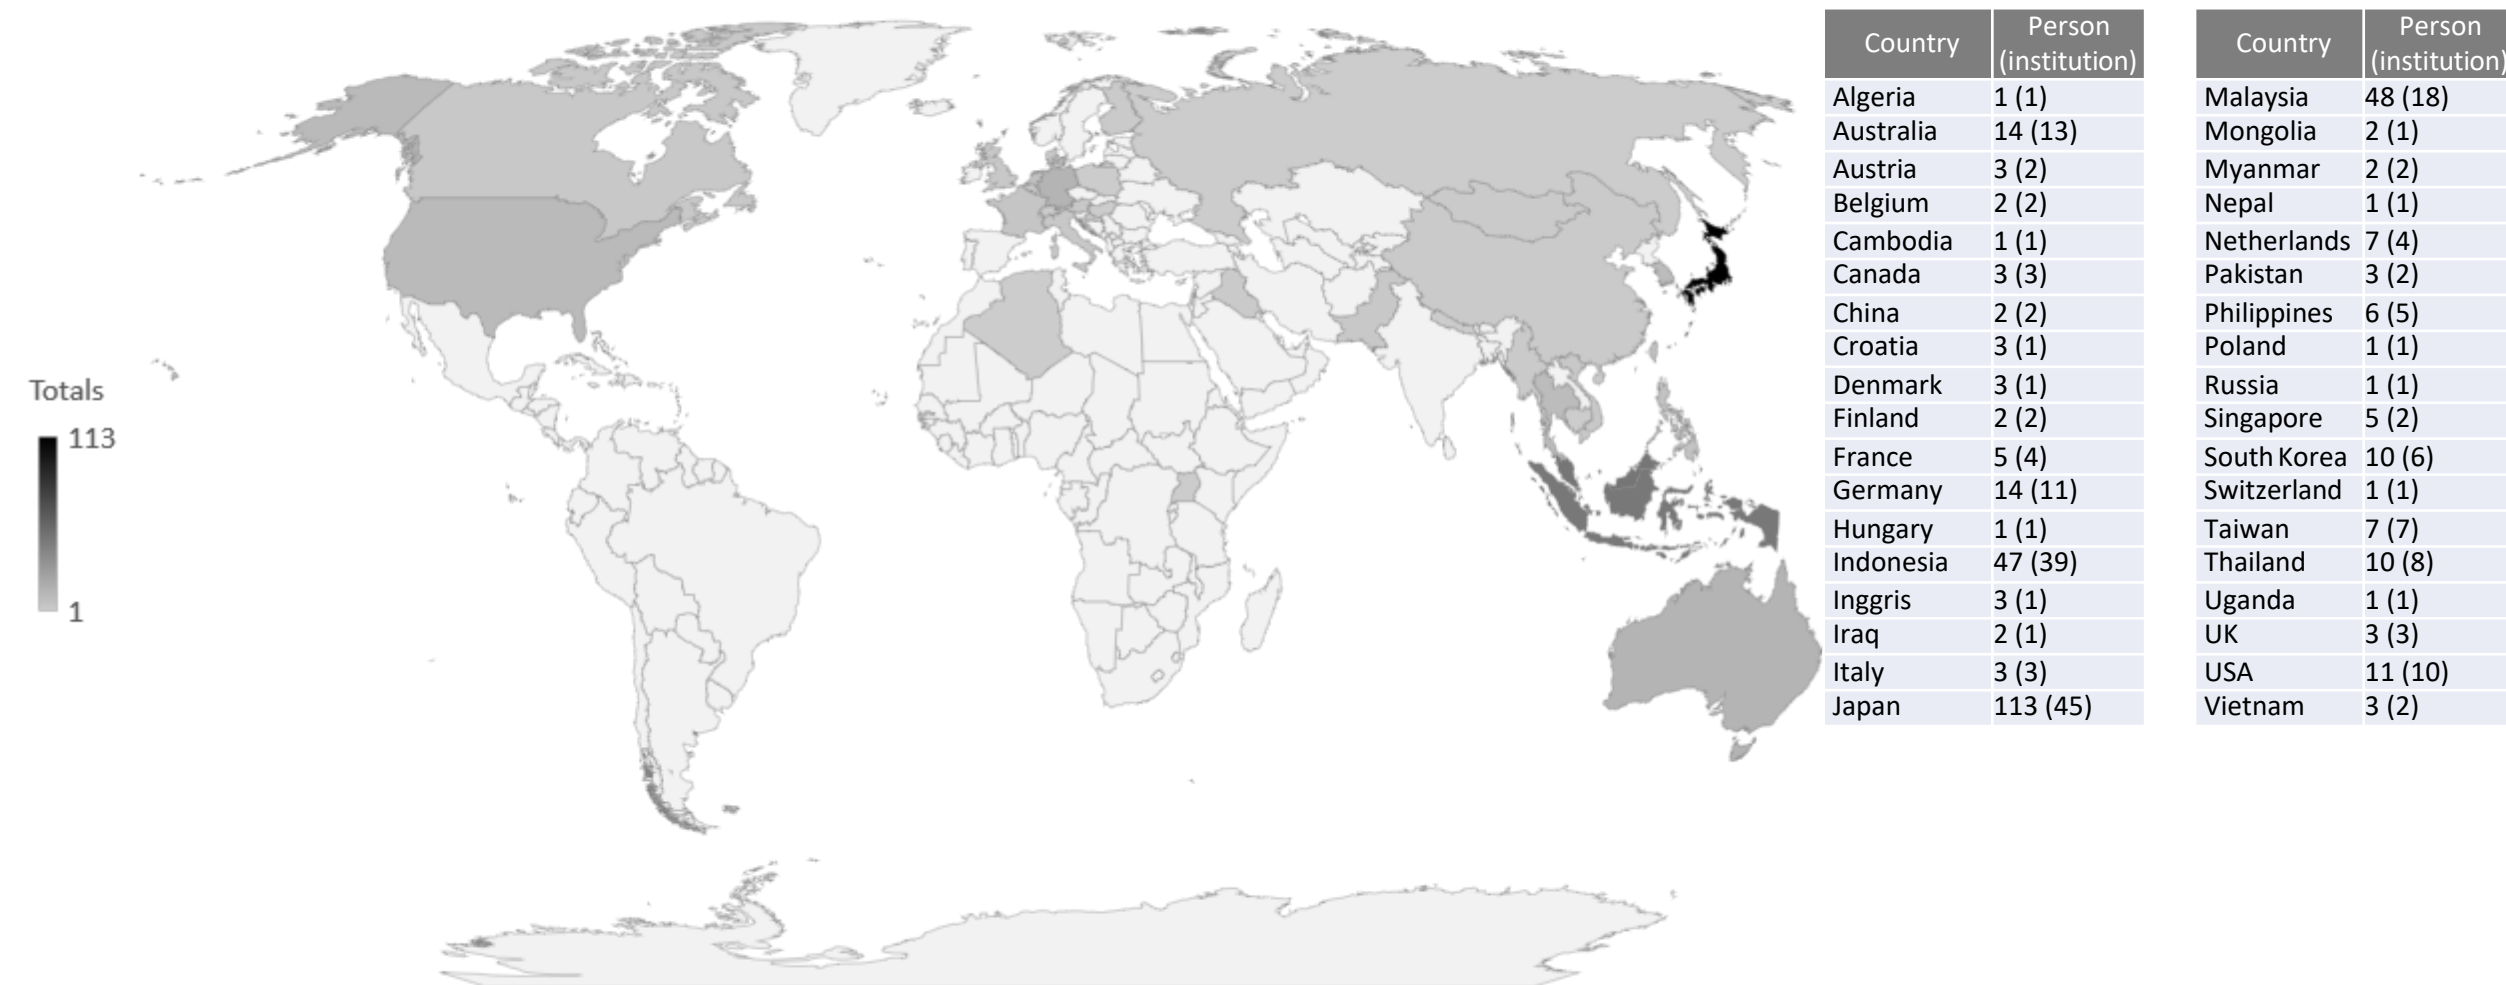 Totals
113
1
Country Person (institution)
Algeria 1 (1)
Australia 14 (13)
Austria 3 (2)
Belgium 2 (2)
Cambodia 1 (1)
Canada 3 (3)
China 2 (2)
Croatia 3 (1)
Denmark 3 (1)
Finland 2 (2)
France 5 (4)
Germany 14 (11)
Hungary 1 (1)
Indonesia 47 (39)
Inggris 3 (1)
Iraq 2 (1)
Italy 3 (3)
Japan 113 (45)
Country Person (institution)
Malaysia 48 (18)
Mongolia 2 (1)
Myanmar 2 (2)
Nepal 1 (1)
Netherlands 7 (4)
Pakistan 3 (2)
Philippines 6 (5)
Poland 1 (1)
Russia 1 (1)
Singapore 5 (2)
South Korea 10 (6)
Switzerland 1 (1)
Taiwan 7 (7)
Thailand 10 (8)
Uganda 1 (1)
UK 3 (3)
USA 11 (10)
Vietnam 3 (2)